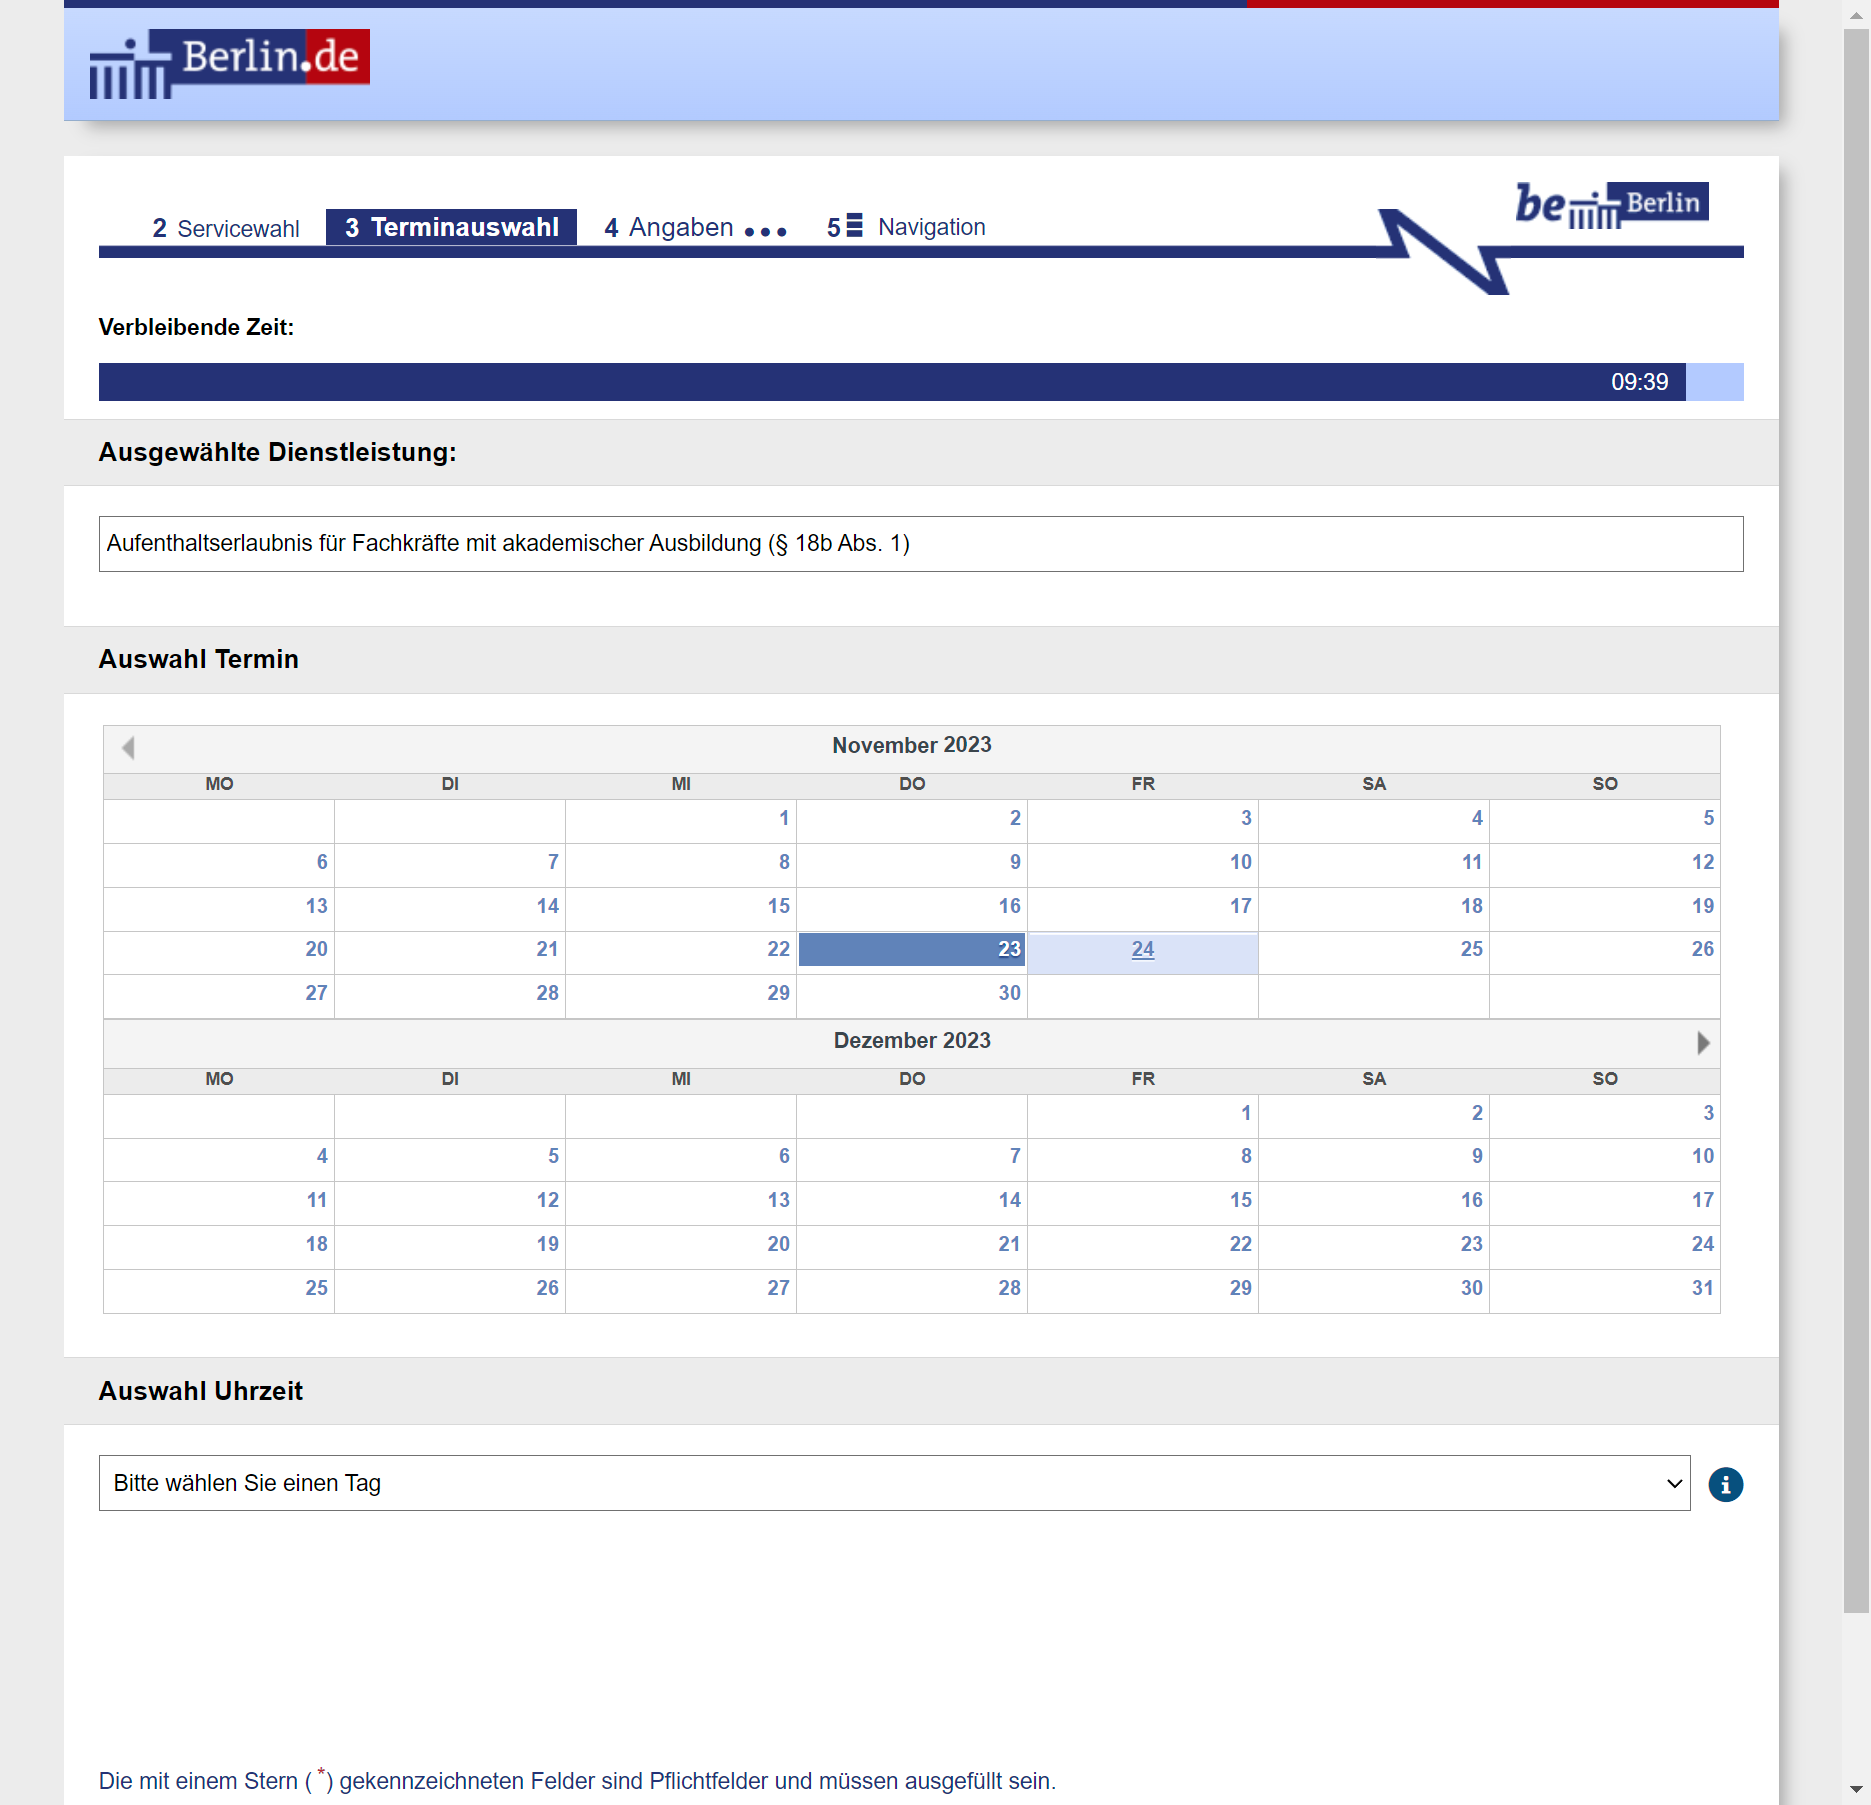 Berlin.de
be Berlin
2 Servicewahl 3 Terminauswahl 4 Angaben ... 5 Navigation
Verbleibende Zeit:
09:39
Ausgewählte Dienstleistung:
Aufenthaltserlaubnis für Fachkräfte mit akademischer Ausbildung (§ 18b Abs. 1)
Auswahl Termin
November 2023
MO DI MI DO FR SA SO
1 2 3 4 5
6 7 8 9 10 11 12
13 14 15 16 17 18 19
20 21 22 23 24 25 26
27 28 29 30
Dezember 2023
MO DI MI DO FR SA SO
1 2 3
4 5 6 7 8 9 10
11 12 13 14 15 16 17
18 19 20 21 22 23 24
25 26 27 28 29 30 31
Auswahl Uhrzeit
Bitte wählen Sie einen Tag
Die mit einem Stern ( *) gekennzeichneten Felder sind Pflichtfelder und müssen ausgefüllt sein.